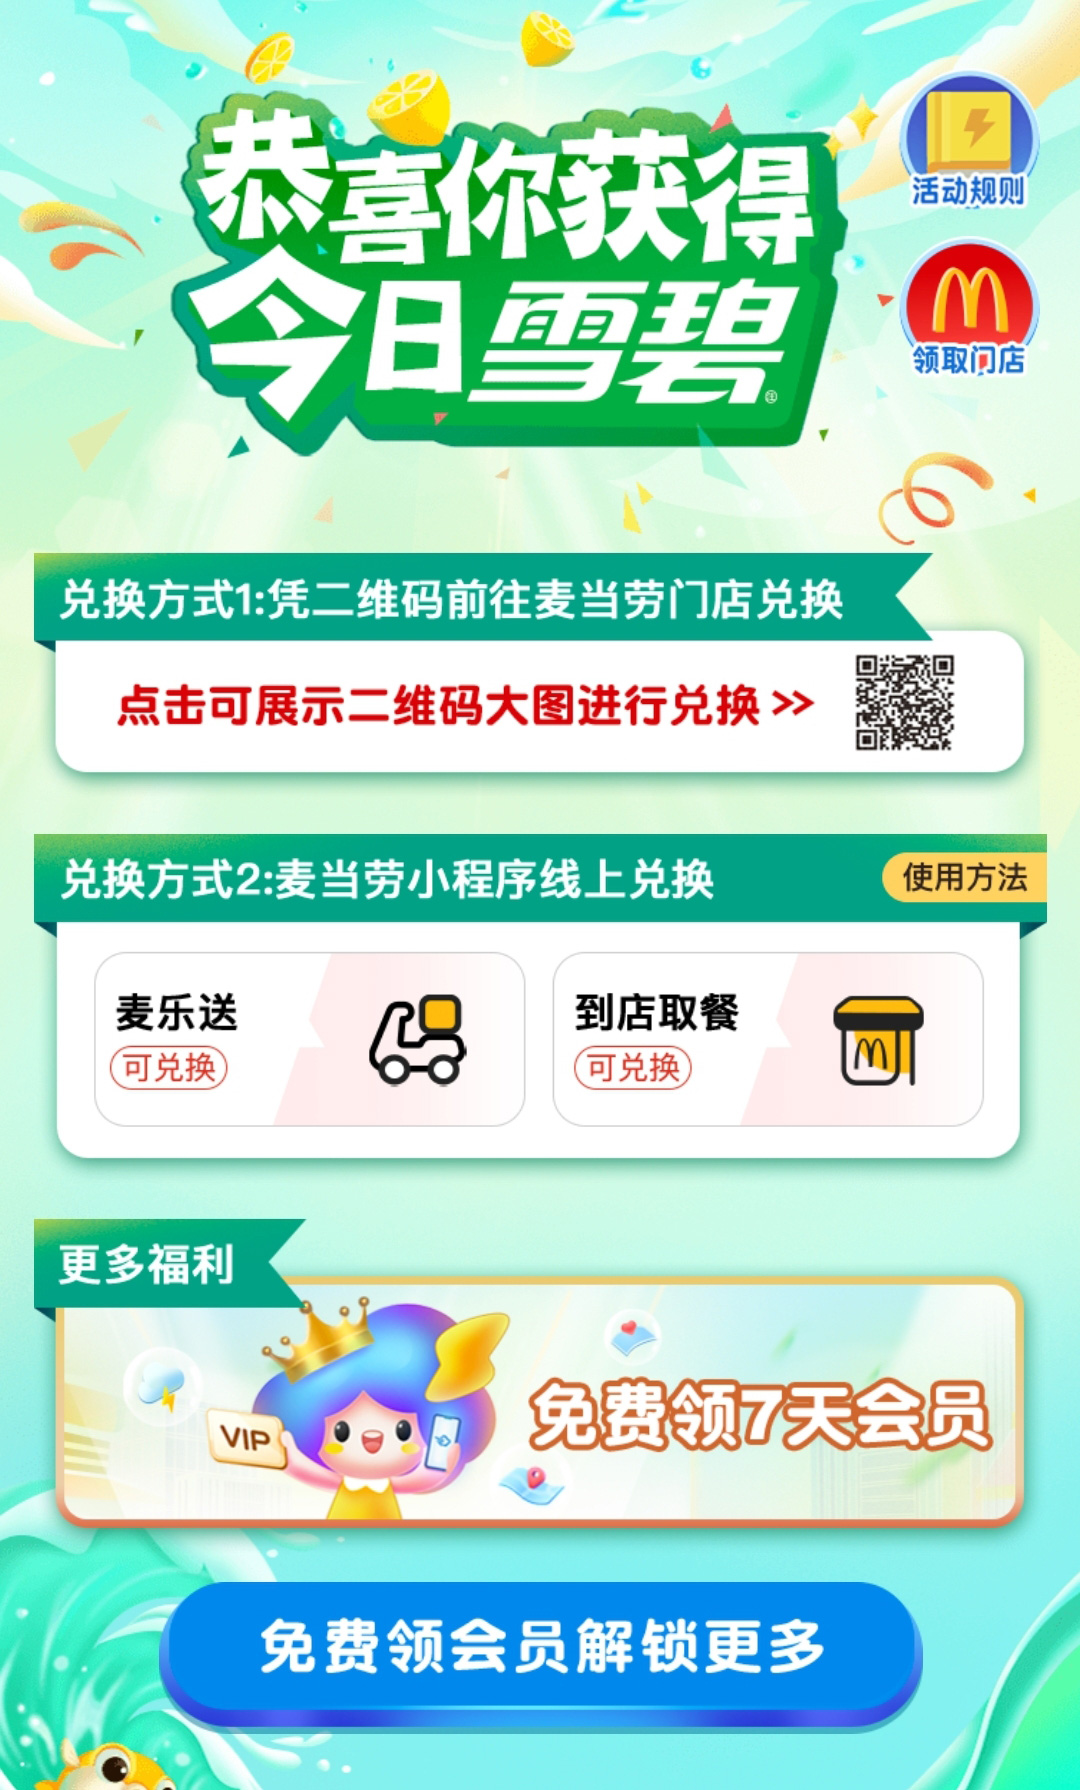 恭喜你获得
今日雪碧
活动规则
领取门店
兑换方式1:凭二维码前往麦当劳门店兑换
点击可展示二维码大图进行兑换 >>
兑换方式2:麦当劳小程序线上兑换
使用方法
麦乐送
可兑换
到店取餐
可兑换
更多福利
VIP
免费领7天会员
免费领会员解锁更多